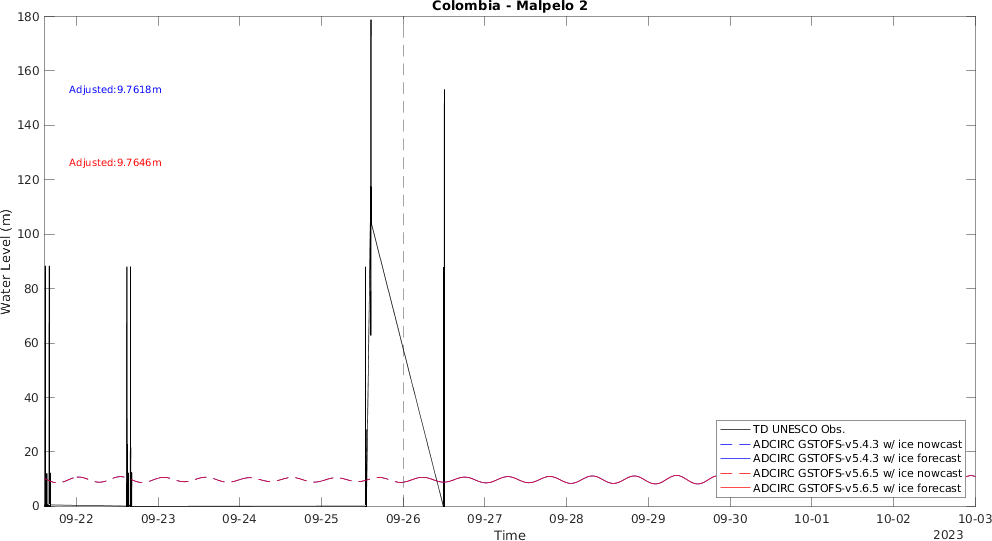 Colombia - Malpelo 2
180
160
140
120
100
80
60
40
20
0
Water Level (m)
Adjusted:9.7618m
Adjusted:9.7646m
TD UNESCO Obs.
ADCIRC GSTOFS-v5.4.3 w/ ice nowcast
ADCIRC GSTOFS-v5.4.3 w/ ice forecast
ADCIRC GSTOFS-v5.6.5 w/ ice nowcast
ADCIRC GSTOFS-v5.6.5 w/ ice forecast
09-22 09-23 09-24 09-25 09-26 09-27 09-28 09-29 09-30 10-01 10-02 10-03
Time
2023